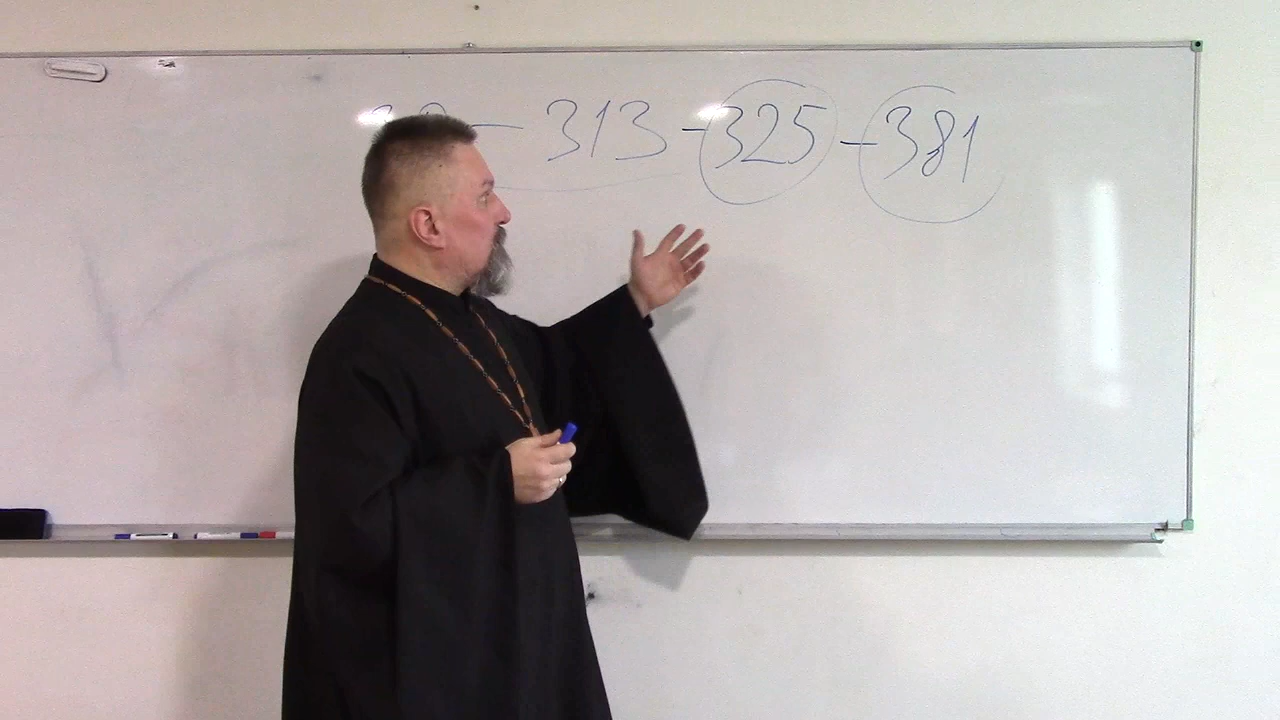 — 313 – 325 – 381